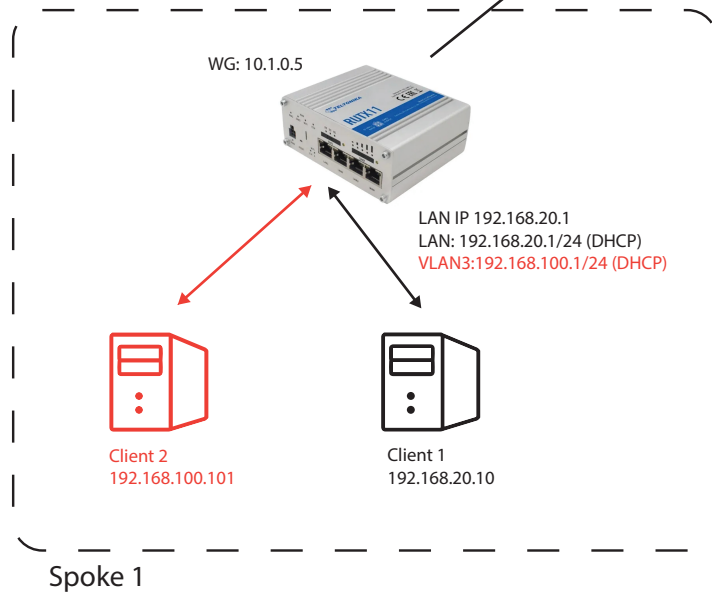 WG: 10.1.0.5
TELTONIKA
RUTX11
LAN IP 192.168.20.1
LAN: 192.168.20.1/24 (DHCP)
VLAN3:192.168.100.1/24 (DHCP)
Client 2
192.168.100.101
Client 1
192.168.20.10
Spoke 1